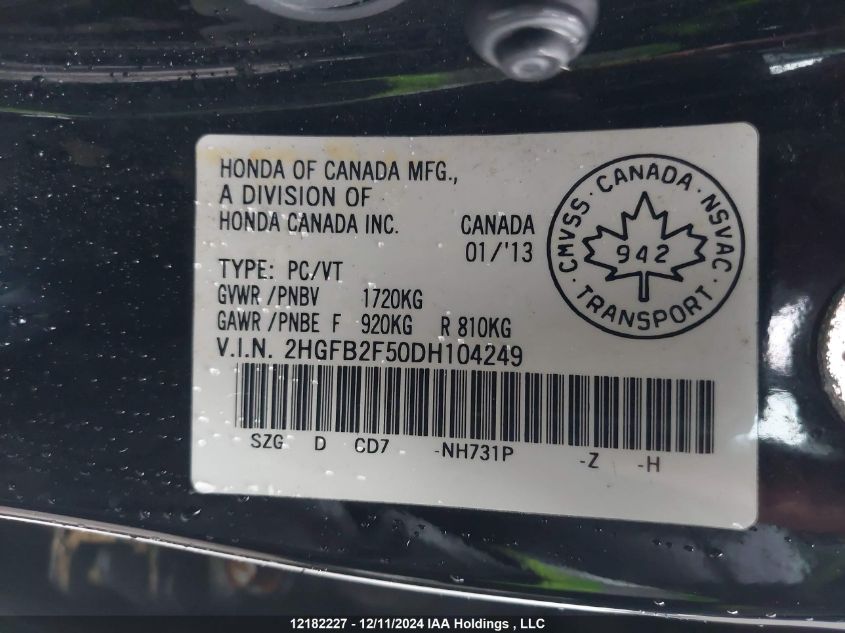 HONDA OF CANADA MFG.,
A DIVISION OF
HONDA CANADA INC. CANADA
01/'13
TYPE: PC/VT
GVWR /PNBV 1720KG
GAWR /PNBE F 920KG R 810KG
V.I.N. 2HGFB2F50DH104249
SZG D CD7 -NH731P -Z -H
CMVSS · CANADA · NSVAC
942
· TRANSPORT ·
12182227 - 12/11/2024 IAA Holdings , LLC